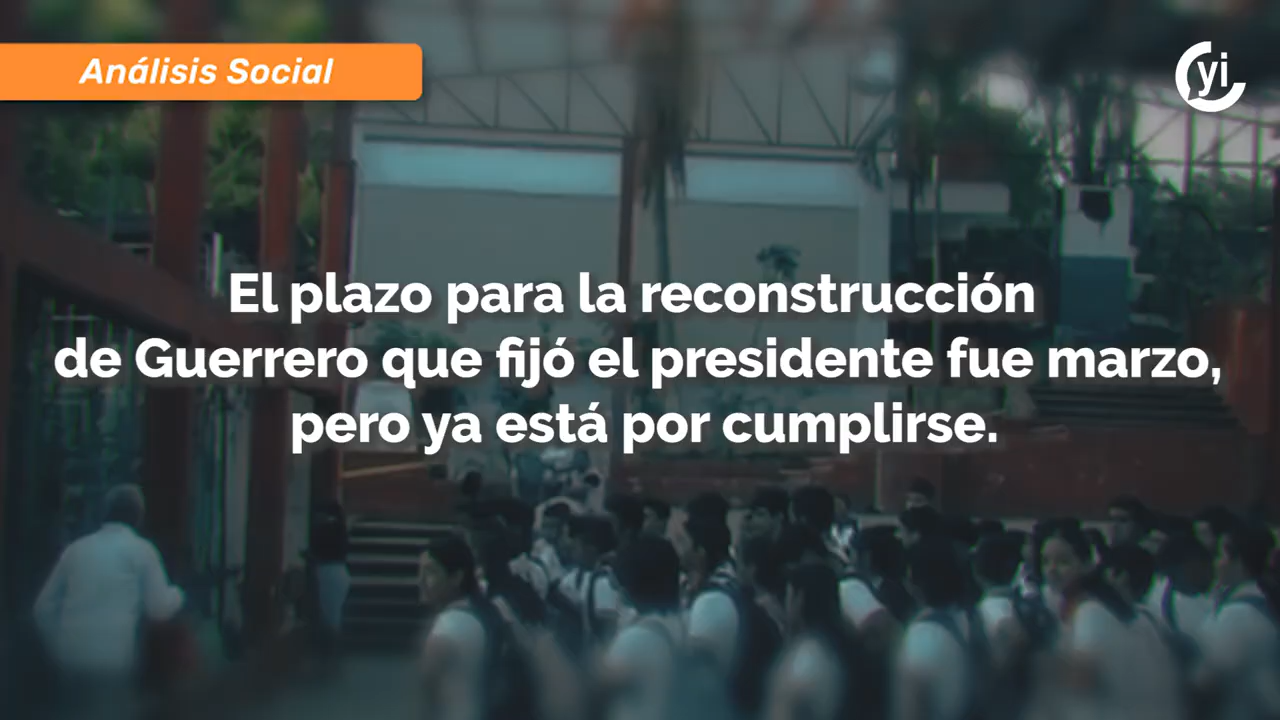 Análisis Social
yi
El plazo para la reconstrucción
de Guerrero que fijó el presidente fue marzo,
pero ya está por cumplirse.